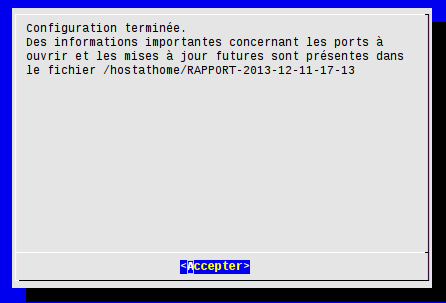 Configuration terminée.
Des informations importantes concernant les ports à
ouvrir et les mises à jour futures sont présentes dans
le fichier /hostathome/RAPPORT-2013-12-11-17-13
<Accepter>